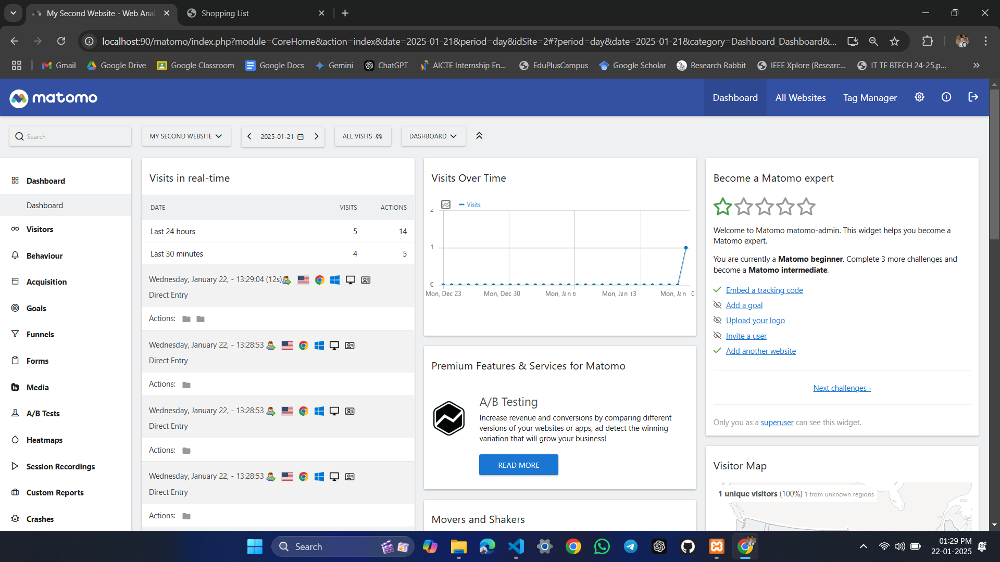 My Second Website - Web Anal
Shopping List
localhost:90/matomo/index.php?module=CoreHome&action=index&date=2025-01-21&period=day&idSite=2#?period=day&date=2025-01-21&category=Dashboard_Dashboard&...
Gmail
Google Drive
Google Classroom
Google Docs
Gemini
ChatGPT
AICTE Internship En...
EduPlusCampus
Google Scholar
Research Rabbit
IEEE Xplore (Researc...
IT TE BTECH 24-25.p...
matomo
Dashboard
All Websites
Tag Manager
Search
MY SECOND WEBSITE
2025-01-21
ALL VISITS
DASHBOARD
Dashboard
Dashboard
Visitors
Behaviour
Acquisition
Goals
Funnels
Forms
Media
A/B Tests
Heatmaps
Session Recordings
Custom Reports
Crashes
Visits in real-time
DATE VISITS ACTIONS
Last 24 hours 5 14
Last 30 minutes 4 5
Wednesday, January 22, - 13:29:04 (12s)
Direct Entry
Actions:
Wednesday, January 22, - 13:28:53
Direct Entry
Actions:
Wednesday, January 22, - 13:28:53
Direct Entry
Actions:
Wednesday, January 22, - 13:28:53
Direct Entry
Actions:
Visits Over Time
Visits
2
1
0
Mon, Dec 23 Mon, Dec 30 Mon, Jan 6 Mon, Jan 13 Mon, Jan
Premium Features & Services for Matomo
A/B Testing
Increase revenue and conversions by comparing different
versions of your websites or apps, ad detect the winning
variation that will grow your business!
READ MORE
Movers and Shakers
Become a Matomo expert
Welcome to Matomo matomo-admin. This widget helps you become a
Matomo expert.
You are currently a Matomo beginner. Complete 3 more challenges and
become a Matomo intermediate.
Embed a tracking code
Add a goal
Upload your logo
Invite a user
Add another website
Next challenges ›
Only you as a superuser can see this widget.
Visitor Map
1 unique visitors (100%) 1 from unknown regions
Search
01:29 PM
22-01-2025